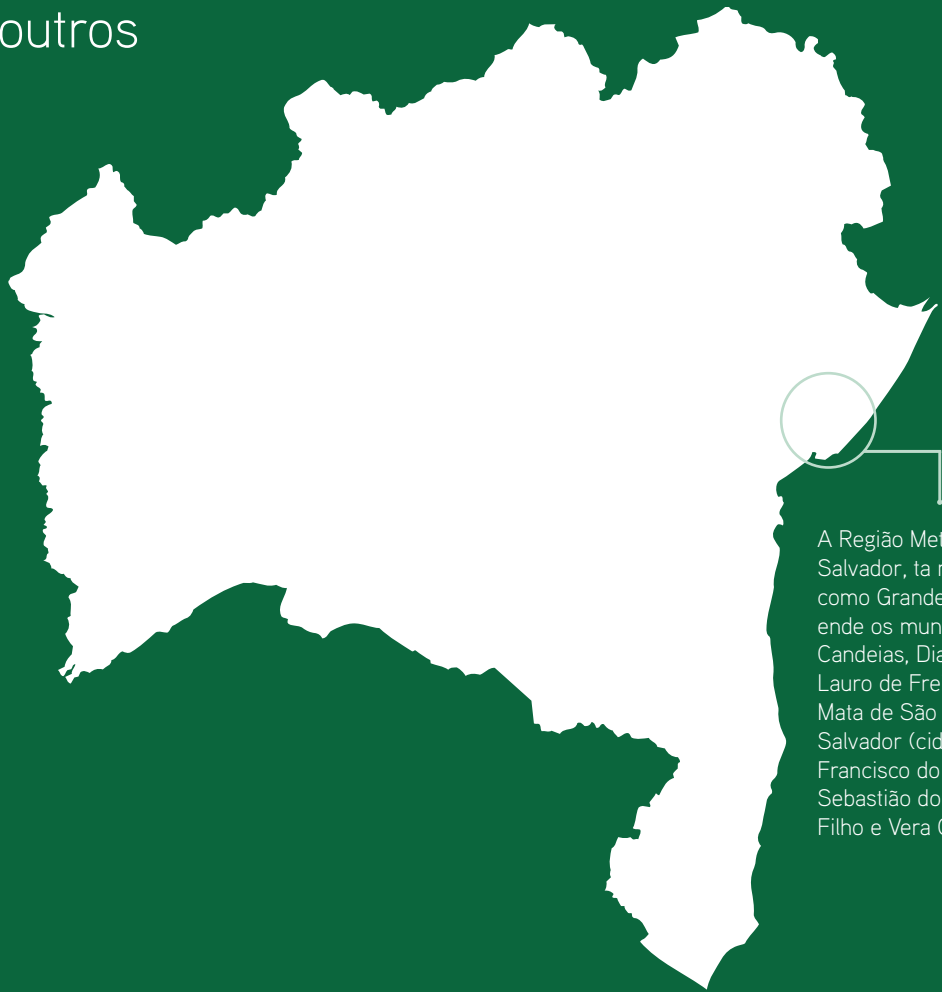 outros
A Região Met
Salvador, ta
como Grande
ende os mun
Candeias, Dia
Lauro de Fre
Mata de São
Salvador (cid
Francisco do
Sebastião do
Filho e Vera